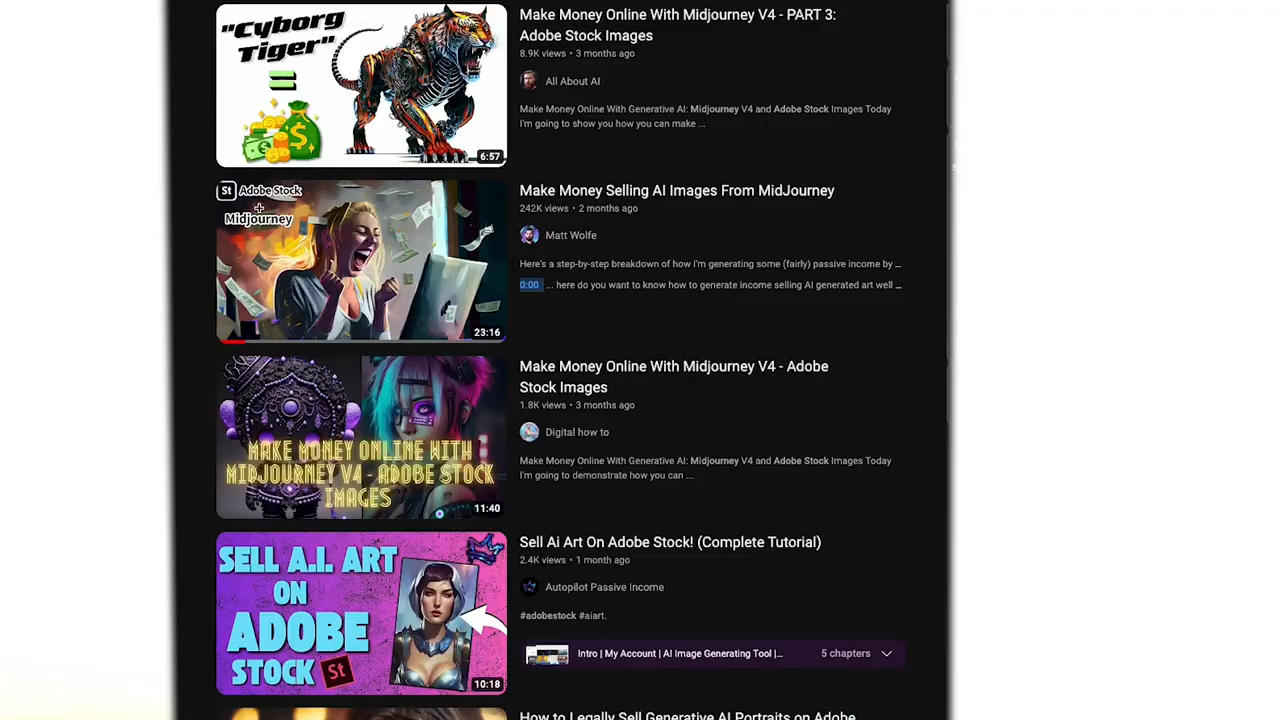 "Cyborg
Tiger"
=
$
6:57
Make Money Online With Midjourney V4 - PART 3:
Adobe Stock Images
8.9K views • 3 months ago
All About AI
Make Money Online With Generative AI: Midjourney V4 and Adobe Stock Images Today
I'm going to show you how you can make ...
St Adobe Stock
+
Midjourney
23:16
Make Money Selling AI Images From MidJourney
242K views • 2 months ago
Matt Wolfe
Here's a step-by-step breakdown of how I'm generating some (fairly) passive income by ...
0:00 ... here do you want to know how to generate income selling AI generated art well ...
MAKE MONEY ONLINE WITH
MIDJOURNEY V4 - ADOBE STOCK
IMAGES
11:40
Make Money Online With Midjourney V4 - Adobe
Stock Images
1.8K views • 3 months ago
Digital how to
Make Money Online With Generative AI: Midjourney V4 and Adobe Stock Images Today
I'm going to demonstrate how you can ...
SELL A.I. ART
ON
ADOBE
STOCK St
10:18
Sell Ai Art On Adobe Stock! (Complete Tutorial)
2.4K views • 1 month ago
Autopilot Passive Income
#adobestock #aiart.
Intro | My Account | AI Image Generating Tool |...
5 chapters
How to Legally Sell Generative AI Portraits on Adobe